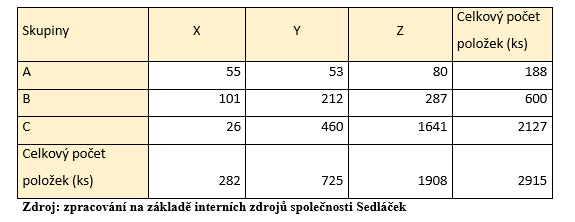 Skupiny X Y Z Celkový počet položek (ks)
A 55 53 80 188
B 101 212 287 600
C 26 460 1641 2127
Celkový počet položek (ks) 282 725 1908 2915
Zdroj: zpracování na základě interních zdrojů společnosti Sedláček